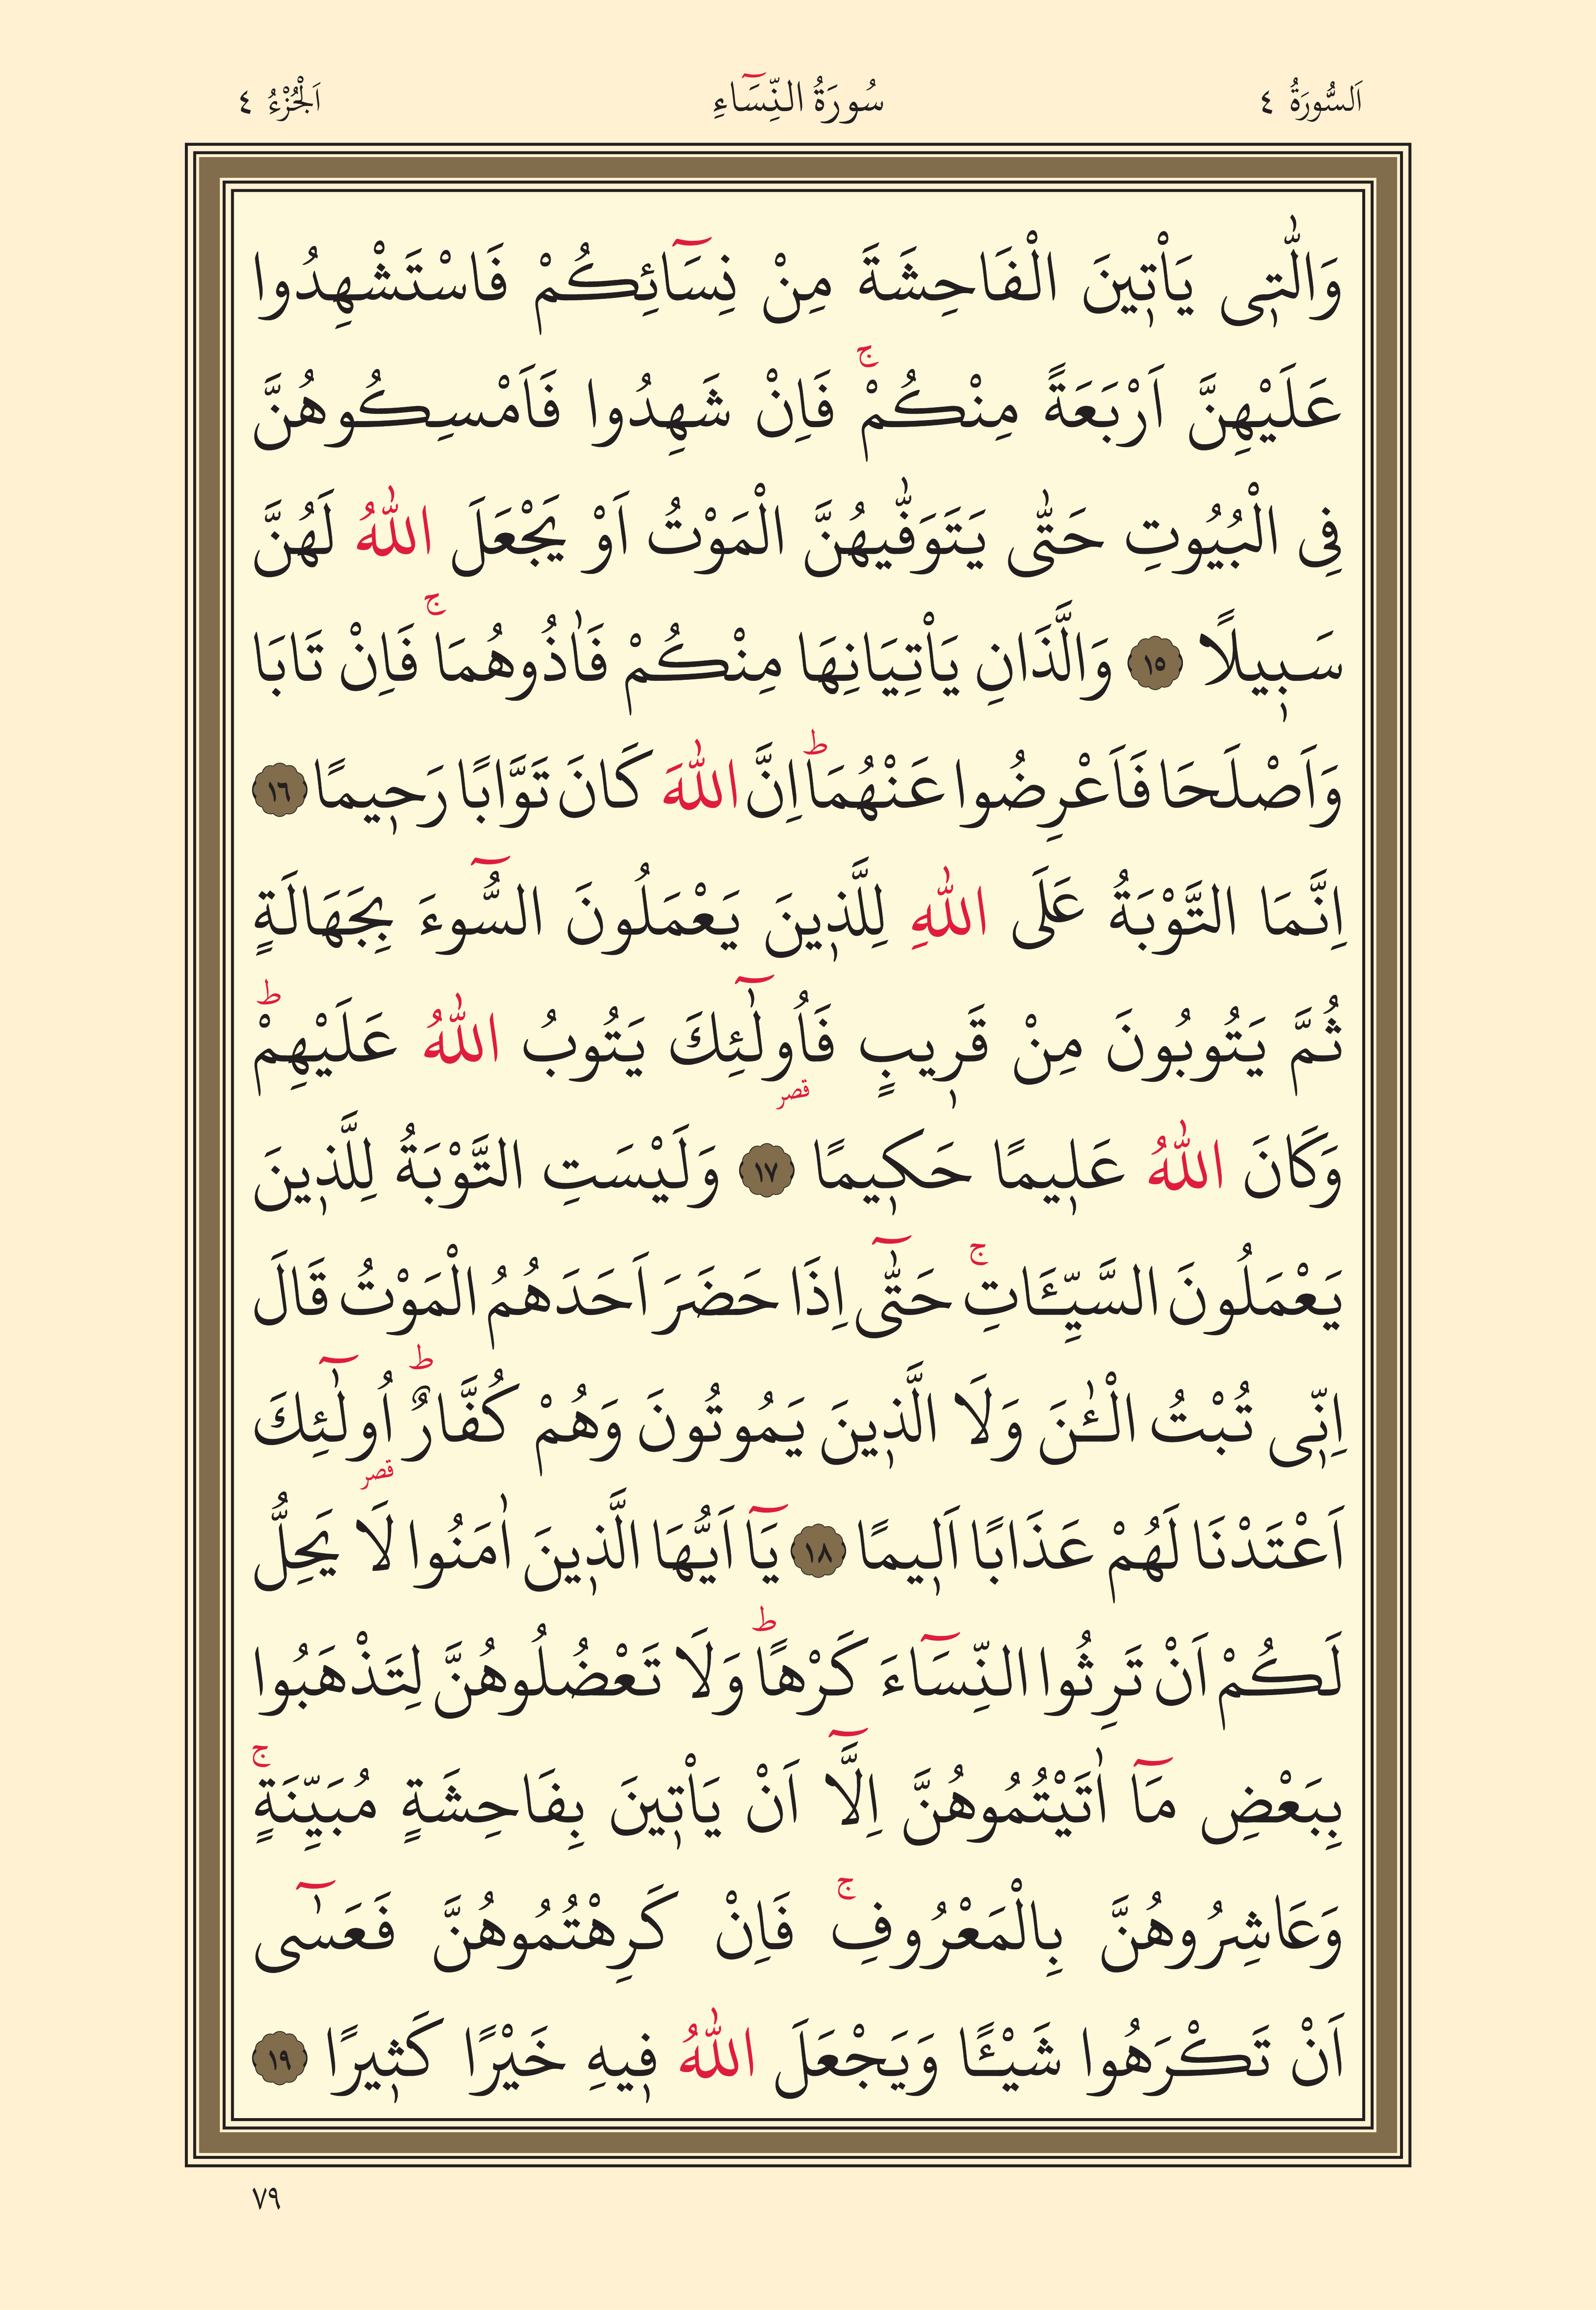 اَلسُّورَةُ ٤ سُورَةُ النِّسَٓاءِ اَلْجُزْءُ ٤
وَالّٰت۪ى يَاْت۪ينَ الْفَاحِشَةَ مِنْ نِسَٓائِكُمْ فَاسْتَشْهِدُوا
عَلَيْهِنَّ اَرْبَعَةً مِنْكُمْۚ فَاِنْ شَهِدُوا فَاَمْسِكُوهُنَّ
فِى الْبُيُوتِ حَتّٰى يَتَوَفّٰيهُنَّ الْمَوْتُ اَوْ يَجْعَلَ اللّٰهُ لَهُنَّ
سَب۪يلًا ١٥ وَالَّذَانِ يَاْتِيَانِهَا مِنْكُمْ فَاٰذُوهُمَاۚ فَاِنْ تَابَا
وَاَصْلَحَا فَاَعْرِضُوا عَنْهُمَاؕ اِنَّ اللّٰهَ كَانَ تَوَّابًا رَح۪يمًا ١٦
اِنَّمَا التَّوْبَةُ عَلَى اللّٰهِ لِلَّذ۪ينَ يَعْمَلُونَ السُّٓوءَ بِجَهَالَةٍ
ثُمَّ يَتُوبُونَ مِنْ قَر۪يبٍ فَاُولٰٓئِكَ يَتُوبُ اللّٰهُ عَلَيْهِمْؕ
قصر
وَكَانَ اللّٰهُ عَل۪يمًا حَك۪يمًا ١٧ وَلَيْسَتِ التَّوْبَةُ لِلَّذ۪ينَ
يَعْمَلُونَ السَّيِّـَٔاتِۚ حَتّٰٓى اِذَا حَضَرَ اَحَدَهُمُ الْمَوْتُ قَالَ
اِنّ۪ى تُبْتُ الْـٰٔنَ وَلَا الَّذ۪ينَ يَمُوتُونَ وَهُمْ كُفَّارٌؕ اُولٰٓئِكَ
قصر
اَعْتَدْنَا لَهُمْ عَذَابًا اَل۪يمًا ١٨ يَٓا اَيُّهَا الَّذ۪ينَ اٰمَنُوا لَا يَحِلُّ
لَكُمْ اَنْ تَرِثُوا النِّسَٓاءَ كَرْهًاؕ وَلَا تَعْضُلُوهُنَّ لِتَذْهَبُوا
بِبَعْضِ مَٓا اٰتَيْتُمُوهُنَّ اِلَّٓا اَنْ يَاْت۪ينَ بِفَاحِشَةٍ مُبَيِّنَةٍۚ
وَعَاشِرُوهُنَّ بِالْمَعْرُوفِۚ فَاِنْ كَرِهْتُمُوهُنَّ فَعَسٰٓى
اَنْ تَكْرَهُوا شَيْـًٔا وَيَجْعَلَ اللّٰهُ ف۪يهِ خَيْرًا كَث۪يرًا ١٩
٧٩